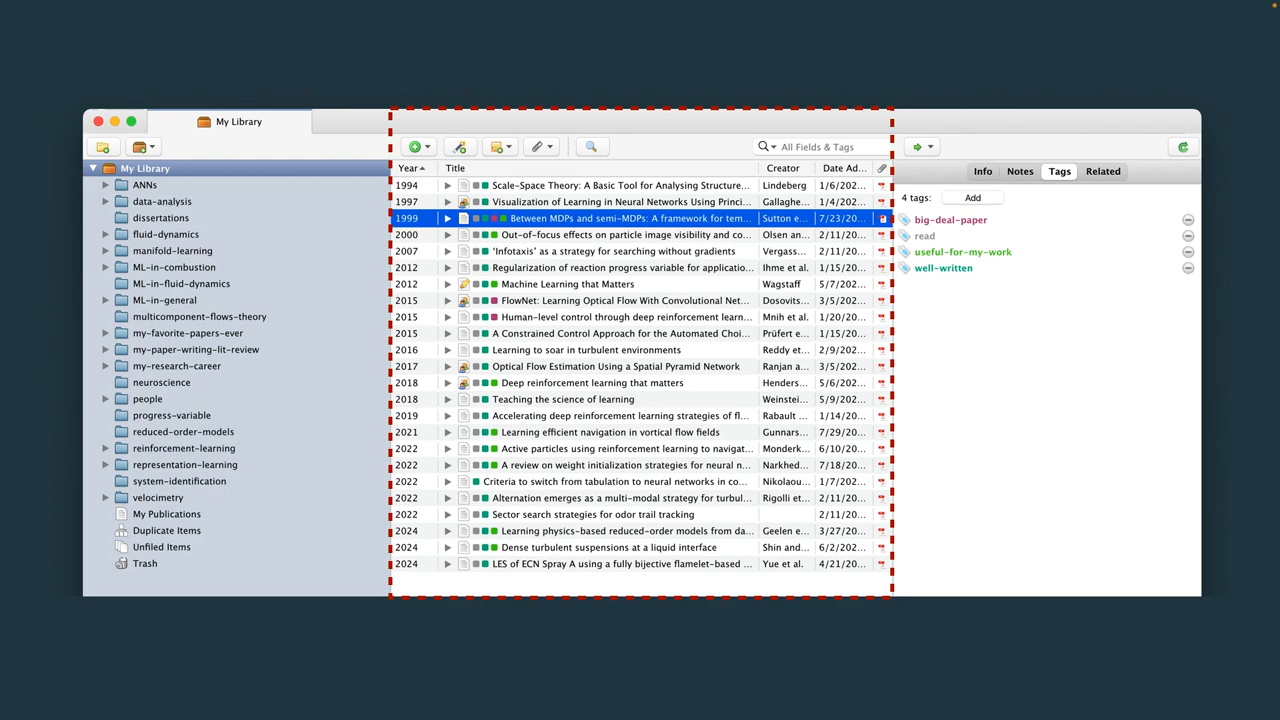 My Library
All Fields & Tags
My Library
ANNs
data-analysis
dissertations
fluid-dynamics
manifold-learning
ML-in-combustion
ML-in-fluid-dynamics
ML-in-general
multicomponent-flows-theory
my-favorite-papers-ever
my-paper-writing-lit-review
my-research-career
neuroscience
people
progress-variable
reduced-order-models
reinforcement-learning
representation-learning
system-identification
velocimetry
My Publications
Duplicate Items
Unfiled Items
Trash
Year Title Creator Date Ad...
1994 Scale-Space Theory: A Basic Tool for Analysing Structure... Lindeberg 1/6/202...
1997 Visualization of Learning in Neural Networks Using Princi... Gallaghe... 1/4/202...
1999 Between MDPs and semi-MDPs: A framework for tem... Sutton e... 7/23/20...
2000 Out-of-focus effects on particle image visibility and co... Olsen an... 2/11/20...
2007 ‘Infotaxis’ as a strategy for searching without gradients Vergass... 2/11/20...
2012 Regularization of reaction progress variable for applicatio... Ihme et al. 1/15/20...
2012 Machine Learning that Matters Wagstaff 5/7/202...
2015 FlowNet: Learning Optical Flow With Convolutional Net... Dosovits... 3/5/202...
2015 Human-level control through deep reinforcement learn... Mnih et al. 1/20/20...
2015 A Constrained Control Approach for the Automated Choi... Prüfert e... 1/15/20...
2016 Learning to soar in turbulent environments Reddy et... 2/9/202...
2017 Optical Flow Estimation Using a Spatial Pyramid Network Ranjan a... 3/5/202...
2018 Deep reinforcement learning that matters Henders... 5/6/202...
2018 Teaching the science of learning Weinstei... 5/9/202...
2019 Accelerating deep reinforcement learning strategies of fl... Rabault ... 1/14/20...
2021 Learning efficient navigation in vortical flow fields Gunnars... 7/29/20...
2022 Active particles using reinforcement learning to navigat... Monderk... 6/10/20...
2022 A review on weight initialization strategies for neural n... Narkhed... 7/18/20...
2022 Criteria to switch from tabulation to neural networks in co... Nikolaou... 1/7/202...
2022 Alternation emerges as a multi-modal strategy for turbul... Rigolli et... 2/11/20...
2022 Sector search strategies for odor trail tracking 2/11/20...
2024 Learning physics-based reduced-order models from da... Geelen e... 3/27/20...
2024 Dense turbulent suspensions at a liquid interface Shin and... 6/2/202...
2024 LES of ECN Spray A using a fully bijective flamelet-based ... Yue et al. 4/21/20...
Info Notes Tags Related
4 tags: Add
big-deal-paper
read
useful-for-my-work
well-written